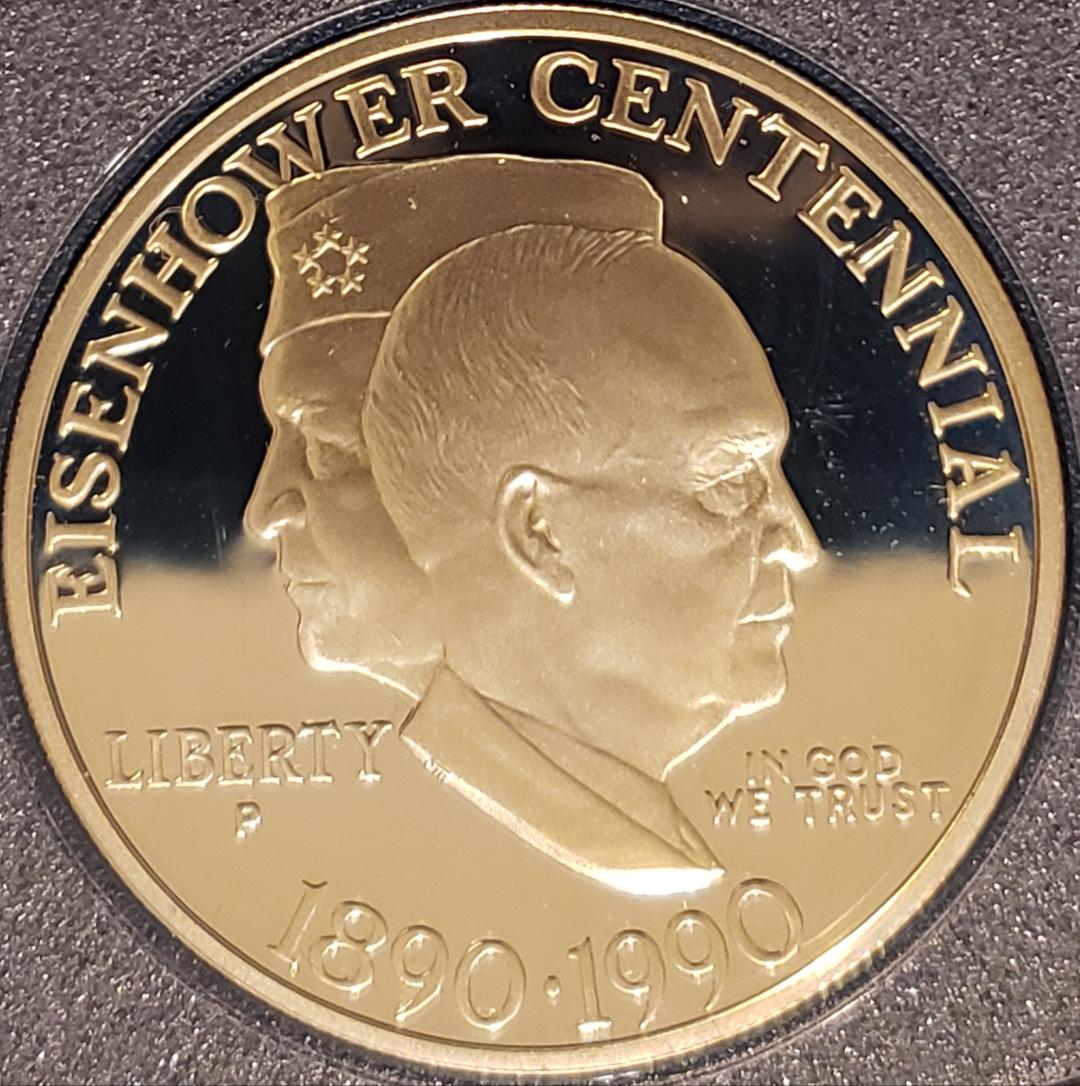 EISENHOWER CENTENNIAL
LIBERTY
P
IN GOD
WE TRUST
1890·1990